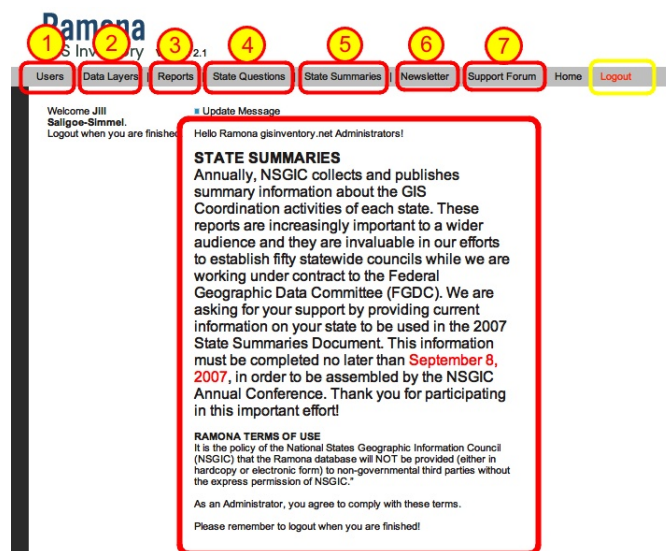 Ramona
1 2 3 4 5 6 7
Inv ry 2.1
Users Data Layers | Reports | State Questions | State Summaries | Newsletter Support Forum Home Logout
Welcome Jill
Saligoe-Simmel.
Logout when you are finished
Update Message
Hello Ramona gisinventory.net Administrators!
STATE SUMMARIES
Annually, NSGIC collects and publishes
summary information about the GIS
Coordination activities of each state. These
reports are increasingly important to a wider
audience and they are invaluable in our efforts
to establish fifty statewide councils while we are
working under contract to the Federal
Geographic Data Committee (FGDC). We are
asking for your support by providing current
information on your state to be used in the 2007
State Summaries Document. This information
must be completed no later than September 8,
2007, in order to be assembled by the NSGIC
Annual Conference. Thank you for participating
in this important effort!
RAMONA TERMS OF USE
It is the policy of the National States Geographic Information Council
(NSGIC) that the Ramona database will NOT be provided (either in
hardcopy or electronic form) to non-governmental third parties without
the express permission of NSGIC."
As an Administrator, you agree to comply with these terms.
Please remember to logout when you are finished!